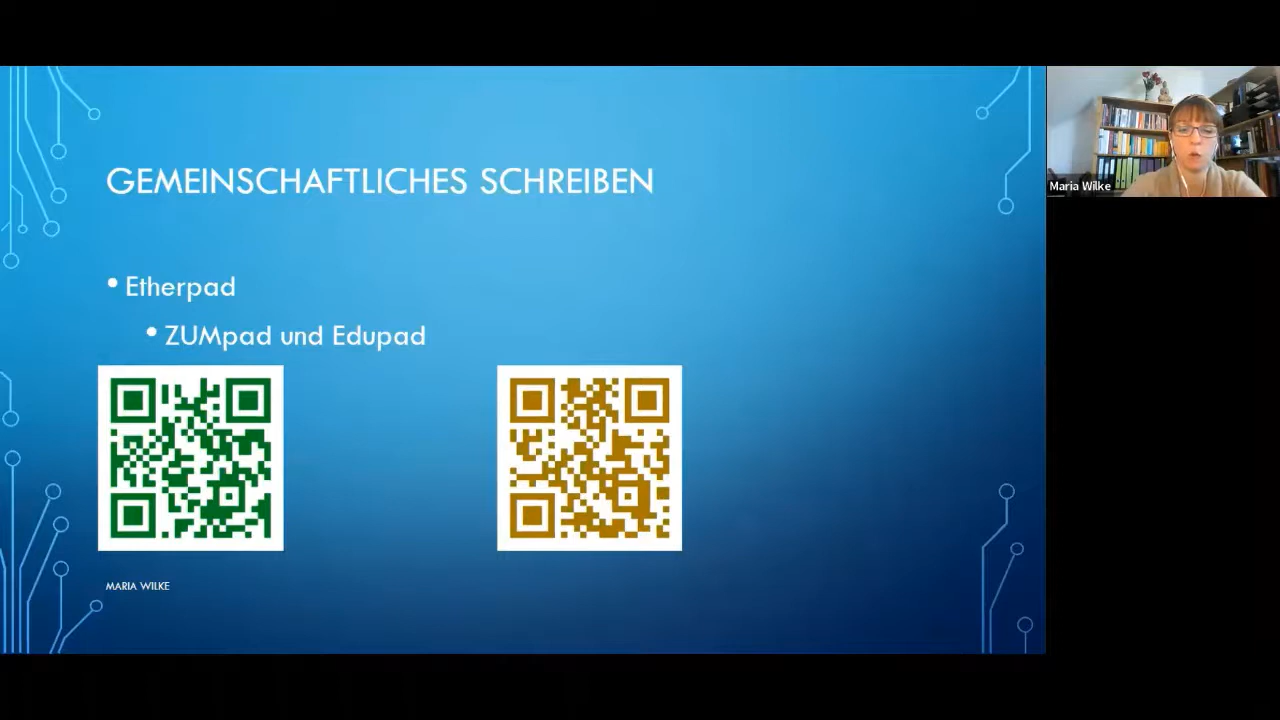 GEMEINSCHAFTLICHES SCHREIBEN
• Etherpad
• ZUMpad und Edupad
MARIA WILKE
Maria Wilke